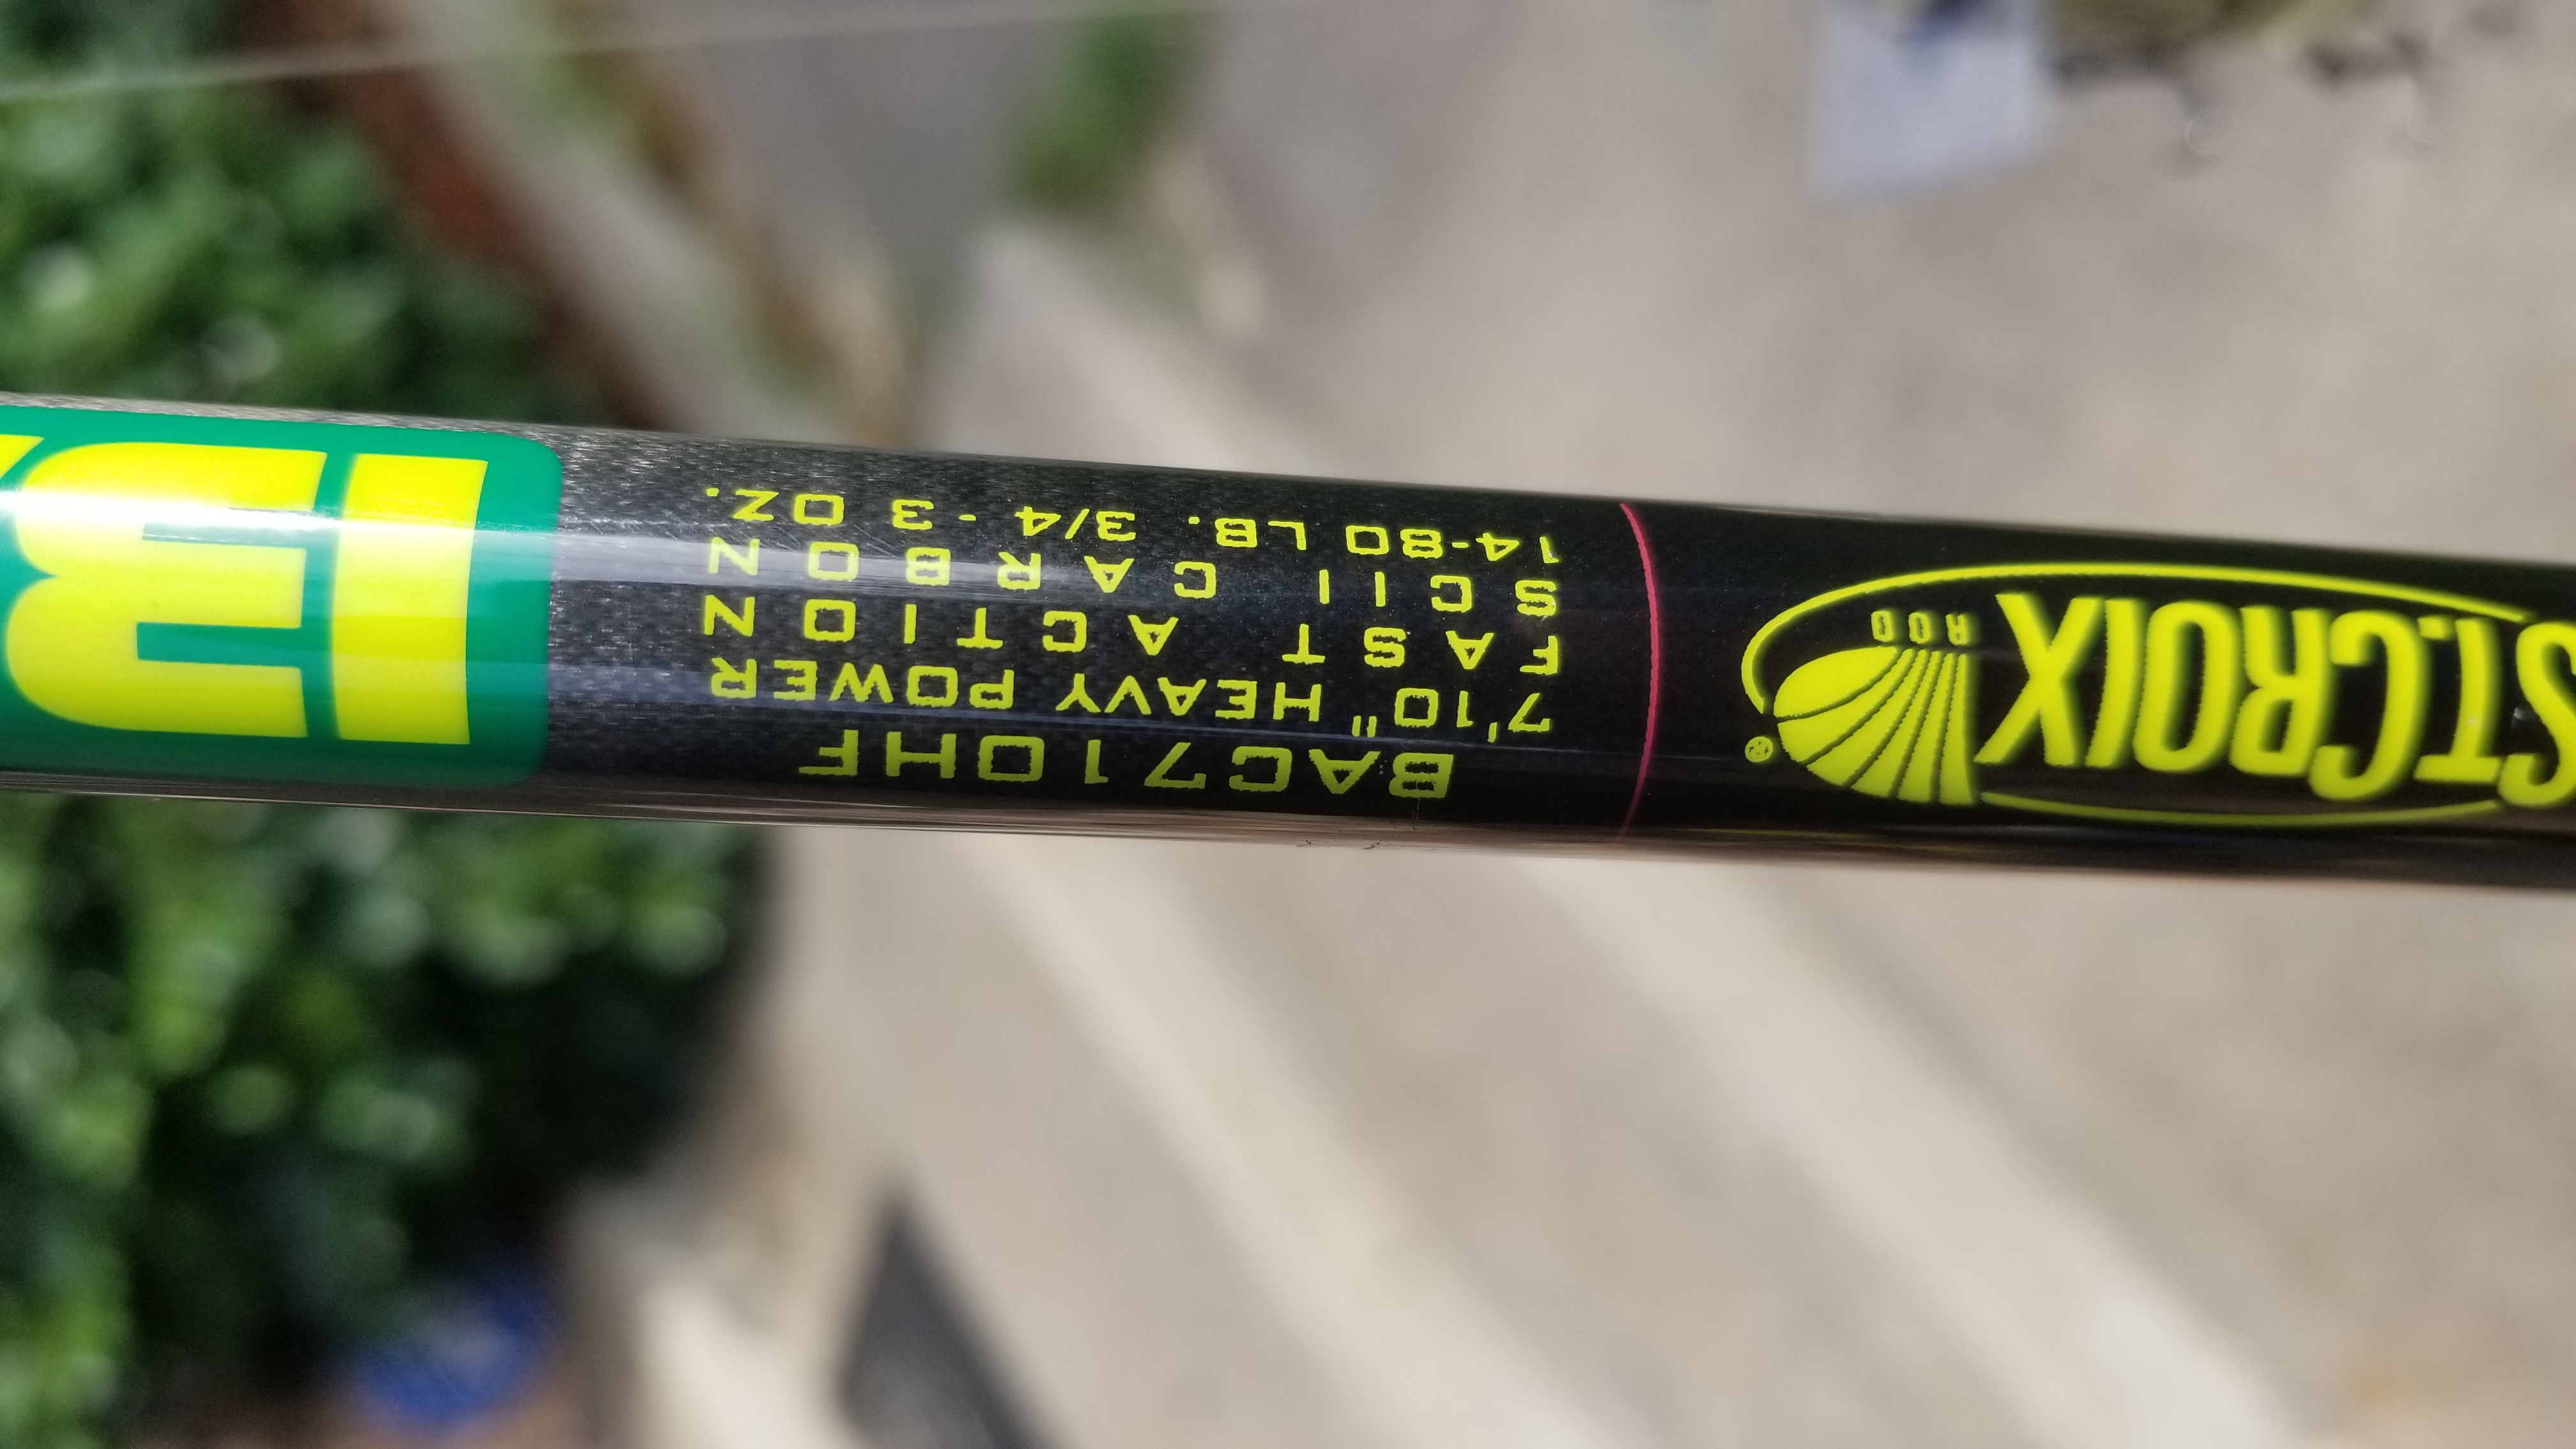 ST.CROIX
ROD
®
BAC710HF
7'10" HEAVY POWER
FAST ACTION
SCII CARBON
14-80 LB. 3/4 - 3 OZ.